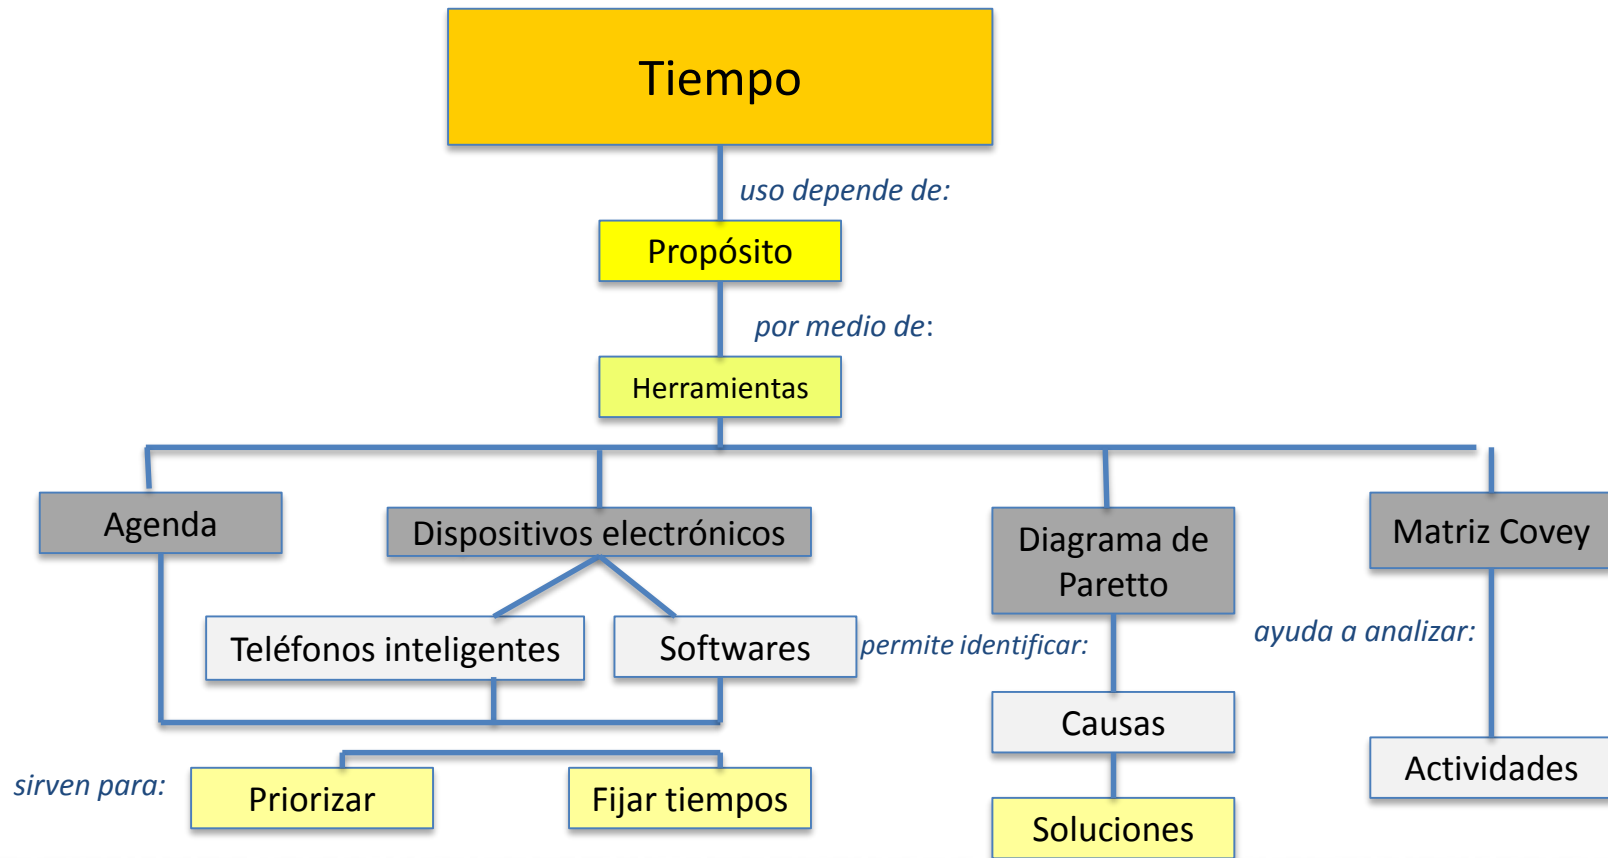 Tiempo
uso depende de:
Propósito
por medio de:
Herramientas
Agenda
Dispositivos electrónicos
Diagrama de
Paretto
Matriz Covey
Teléfonos inteligentes
Softwares
permite identificar:
ayuda a analizar:
Causas
Actividades
sirven para:
Priorizar
Fijar tiempos
Soluciones